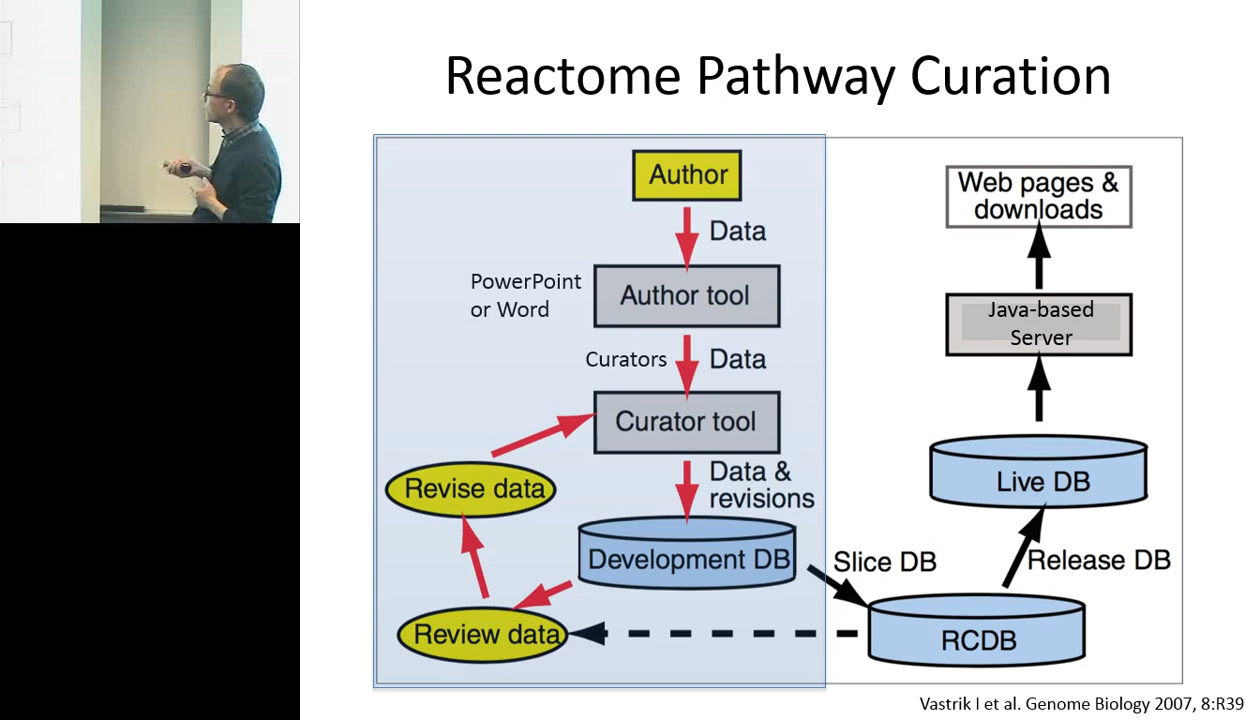 Reactome Pathway Curation
Author
Data
PowerPoint
or Word
Author tool
Curators
Data
Curator tool
Data &
revisions
Revise data
Development DB
Review data
Slice DB
RCDB
Release DB
Live DB
Java-based
Server
Web pages &
downloads
Vastrik I et al. Genome Biology 2007, 8:R39